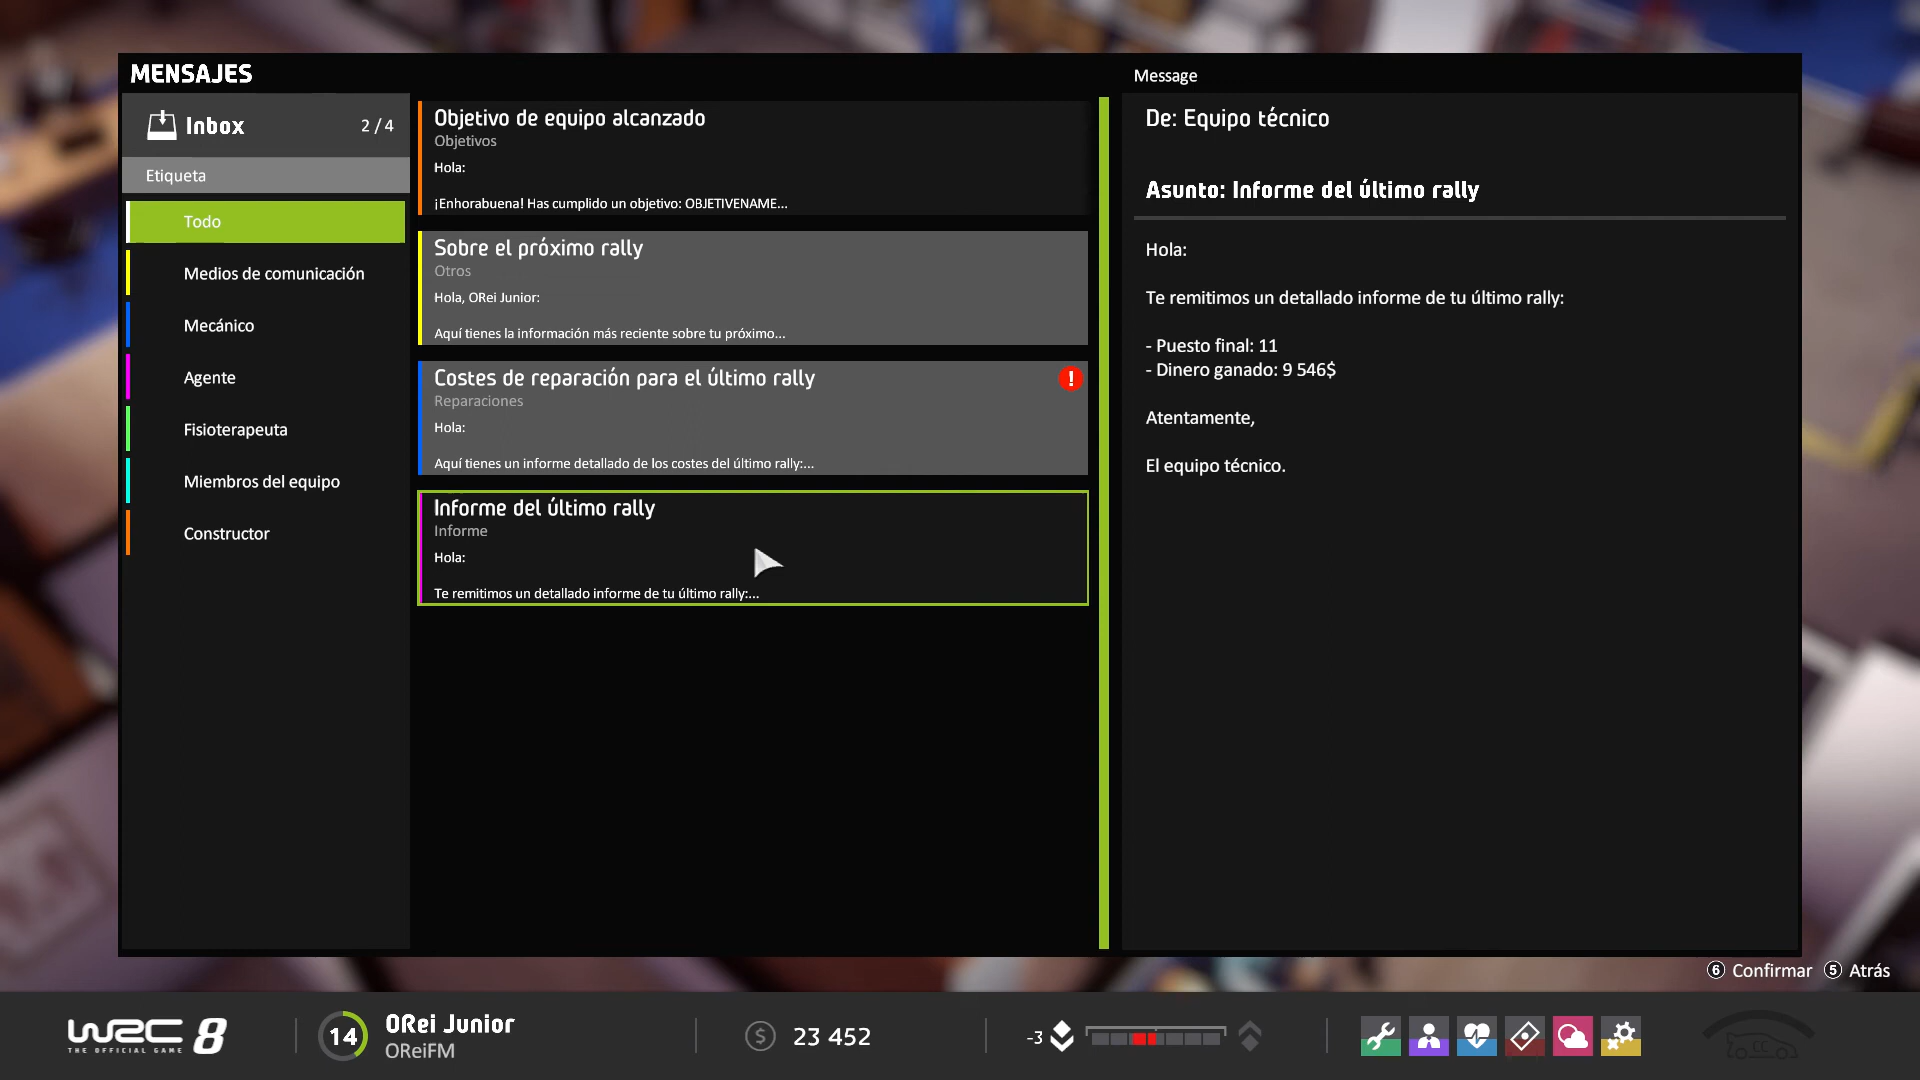 MENSAJES
Inbox 2 / 4
Etiqueta
Todo
Medios de comunicación
Mecánico
Agente
Fisioterapeuta
Miembros del equipo
Constructor
Objetivo de equipo alcanzado
Objetivos
Hola:
¡Enhorabuena! Has cumplido un objetivo: OBJETIVENAME...
Sobre el próximo rally
Otros
Hola, ORei Junior:
Aquí tienes la información más reciente sobre tu próximo...
Costes de reparación para el último rally
!
Reparaciones
Hola:
Aquí tienes un informe detallado de los costes del último rally:...
Informe del último rally
Informe
Hola:
Te remitimos un detallado informe de tu último rally:...
Message
De: Equipo técnico
Asunto: Informe del último rally
Hola:
Te remitimos un detallado informe de tu último rally:
- Puesto final: 11
- Dinero ganado: 9 546$
Atentamente,
El equipo técnico.
6 Confirmar 5 Atrás
WRC 8
THE OFFICIAL GAME
14
ORei Junior
OReiFM
$ 23 452
-3